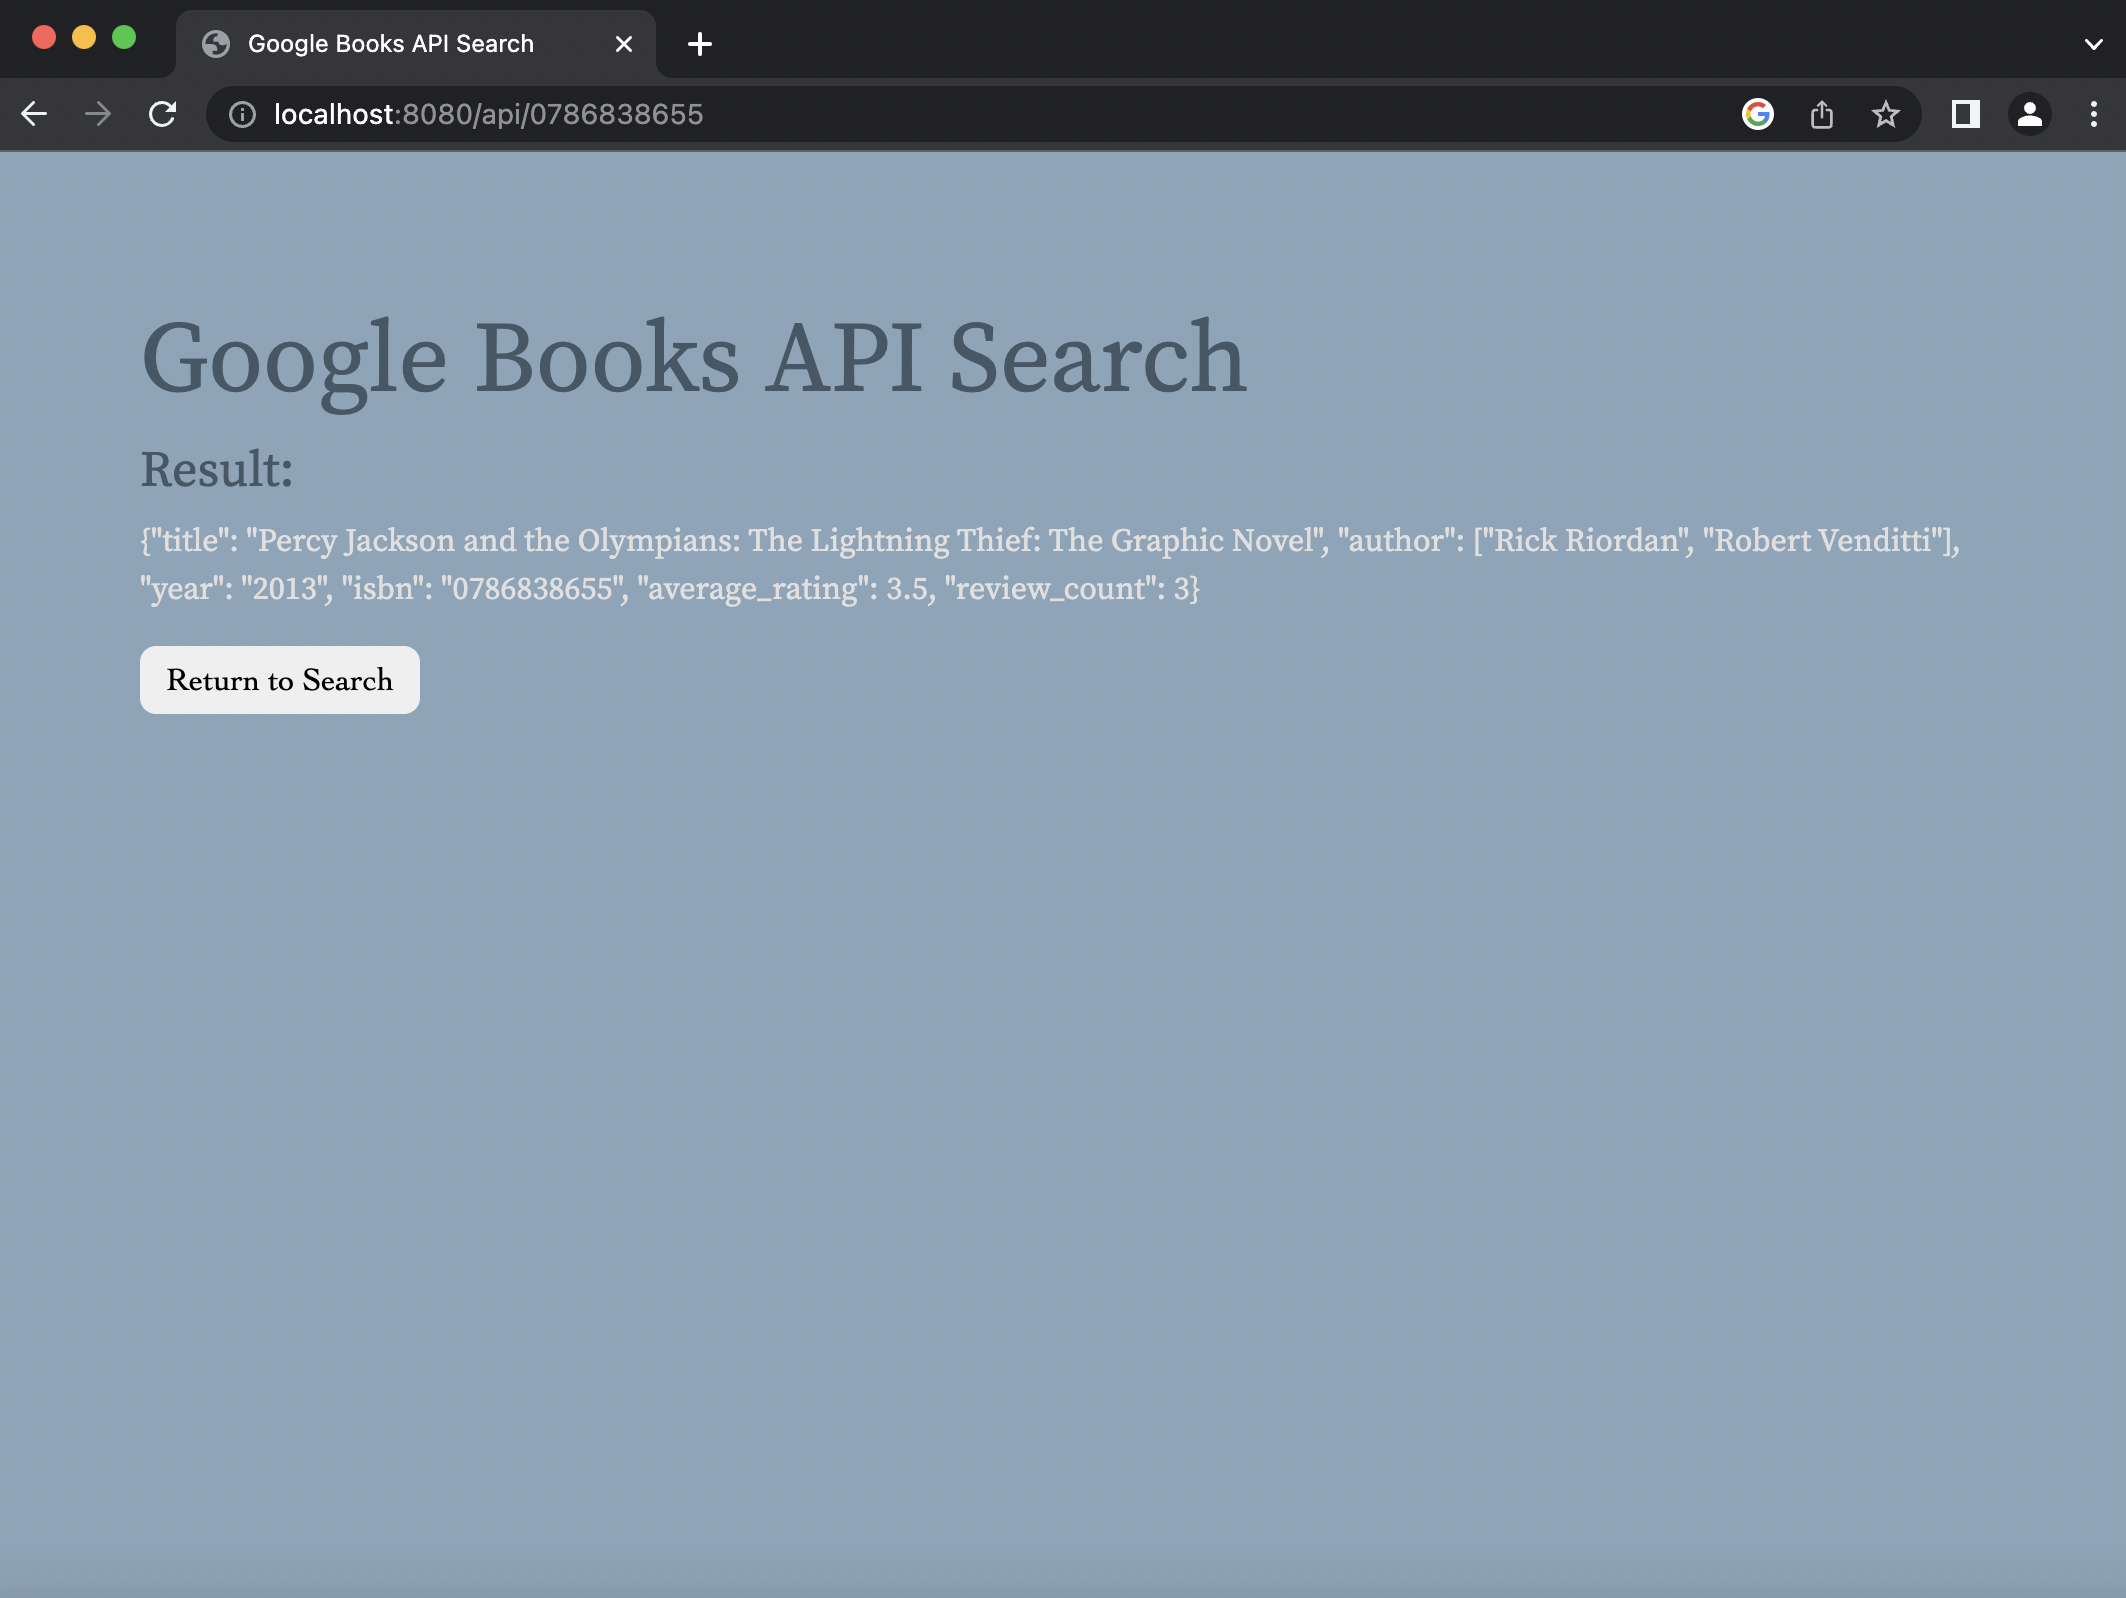 Google Books API Search
localhost:8080/api/0786838655
Google Books API Search
Result:
{"title": "Percy Jackson and the Olympians: The Lightning Thief: The Graphic Novel", "author": ["Rick Riordan", "Robert Venditti"],
"year": "2013", "isbn": "0786838655", "average_rating": 3.5, "review_count": 3}
Return to Search